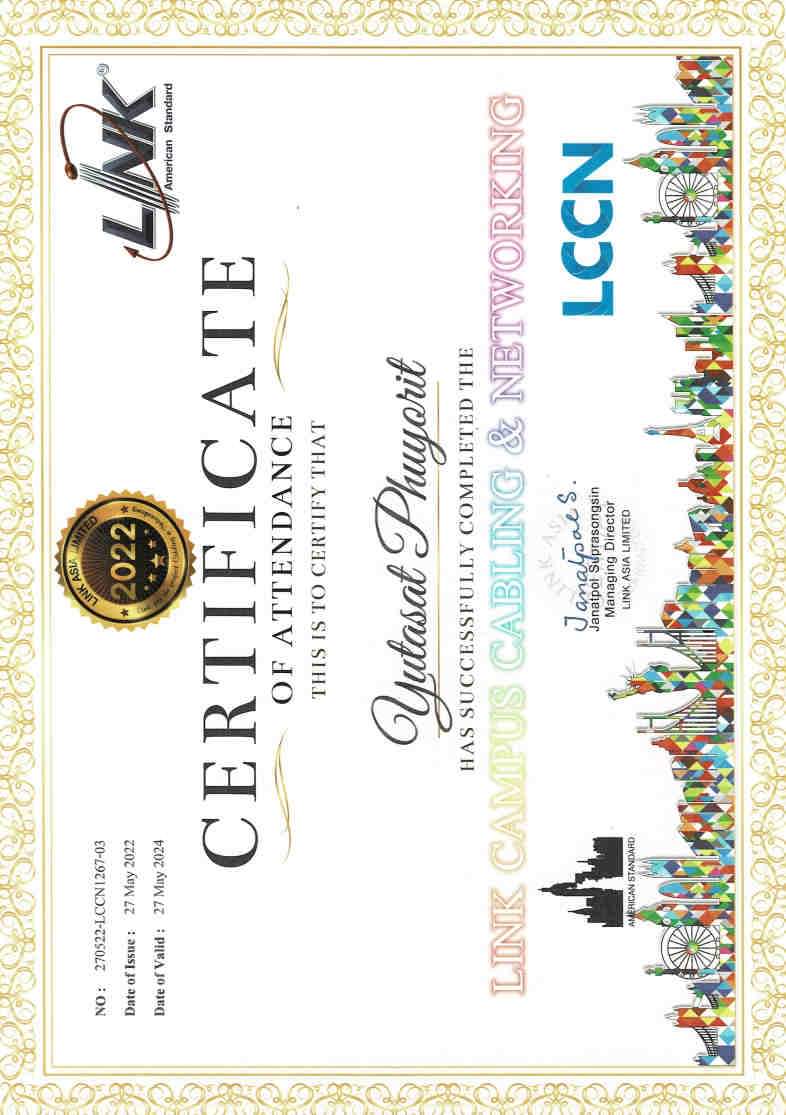 NO : 270522-LCCN1267-03
Date of Issue : 27 May 2022
Date of Valid : 27 May 2024
LINK ASIA LIMITED
2022
LINK®
American Standard
CERTIFICATE
OF ATTENDANCE
THIS IS TO CERTIFY THAT
Yutasat Phuyorit
HAS SUCCESSFULLY COMPLETED THE
LINK CAMPUS CABLING & NETWORKING
AMERICAN STANDARD
LINK ASIA
Janatpol S.
Janatpol Suprasongsin
Managing Director
LINK ASIA LIMITED
LCCN